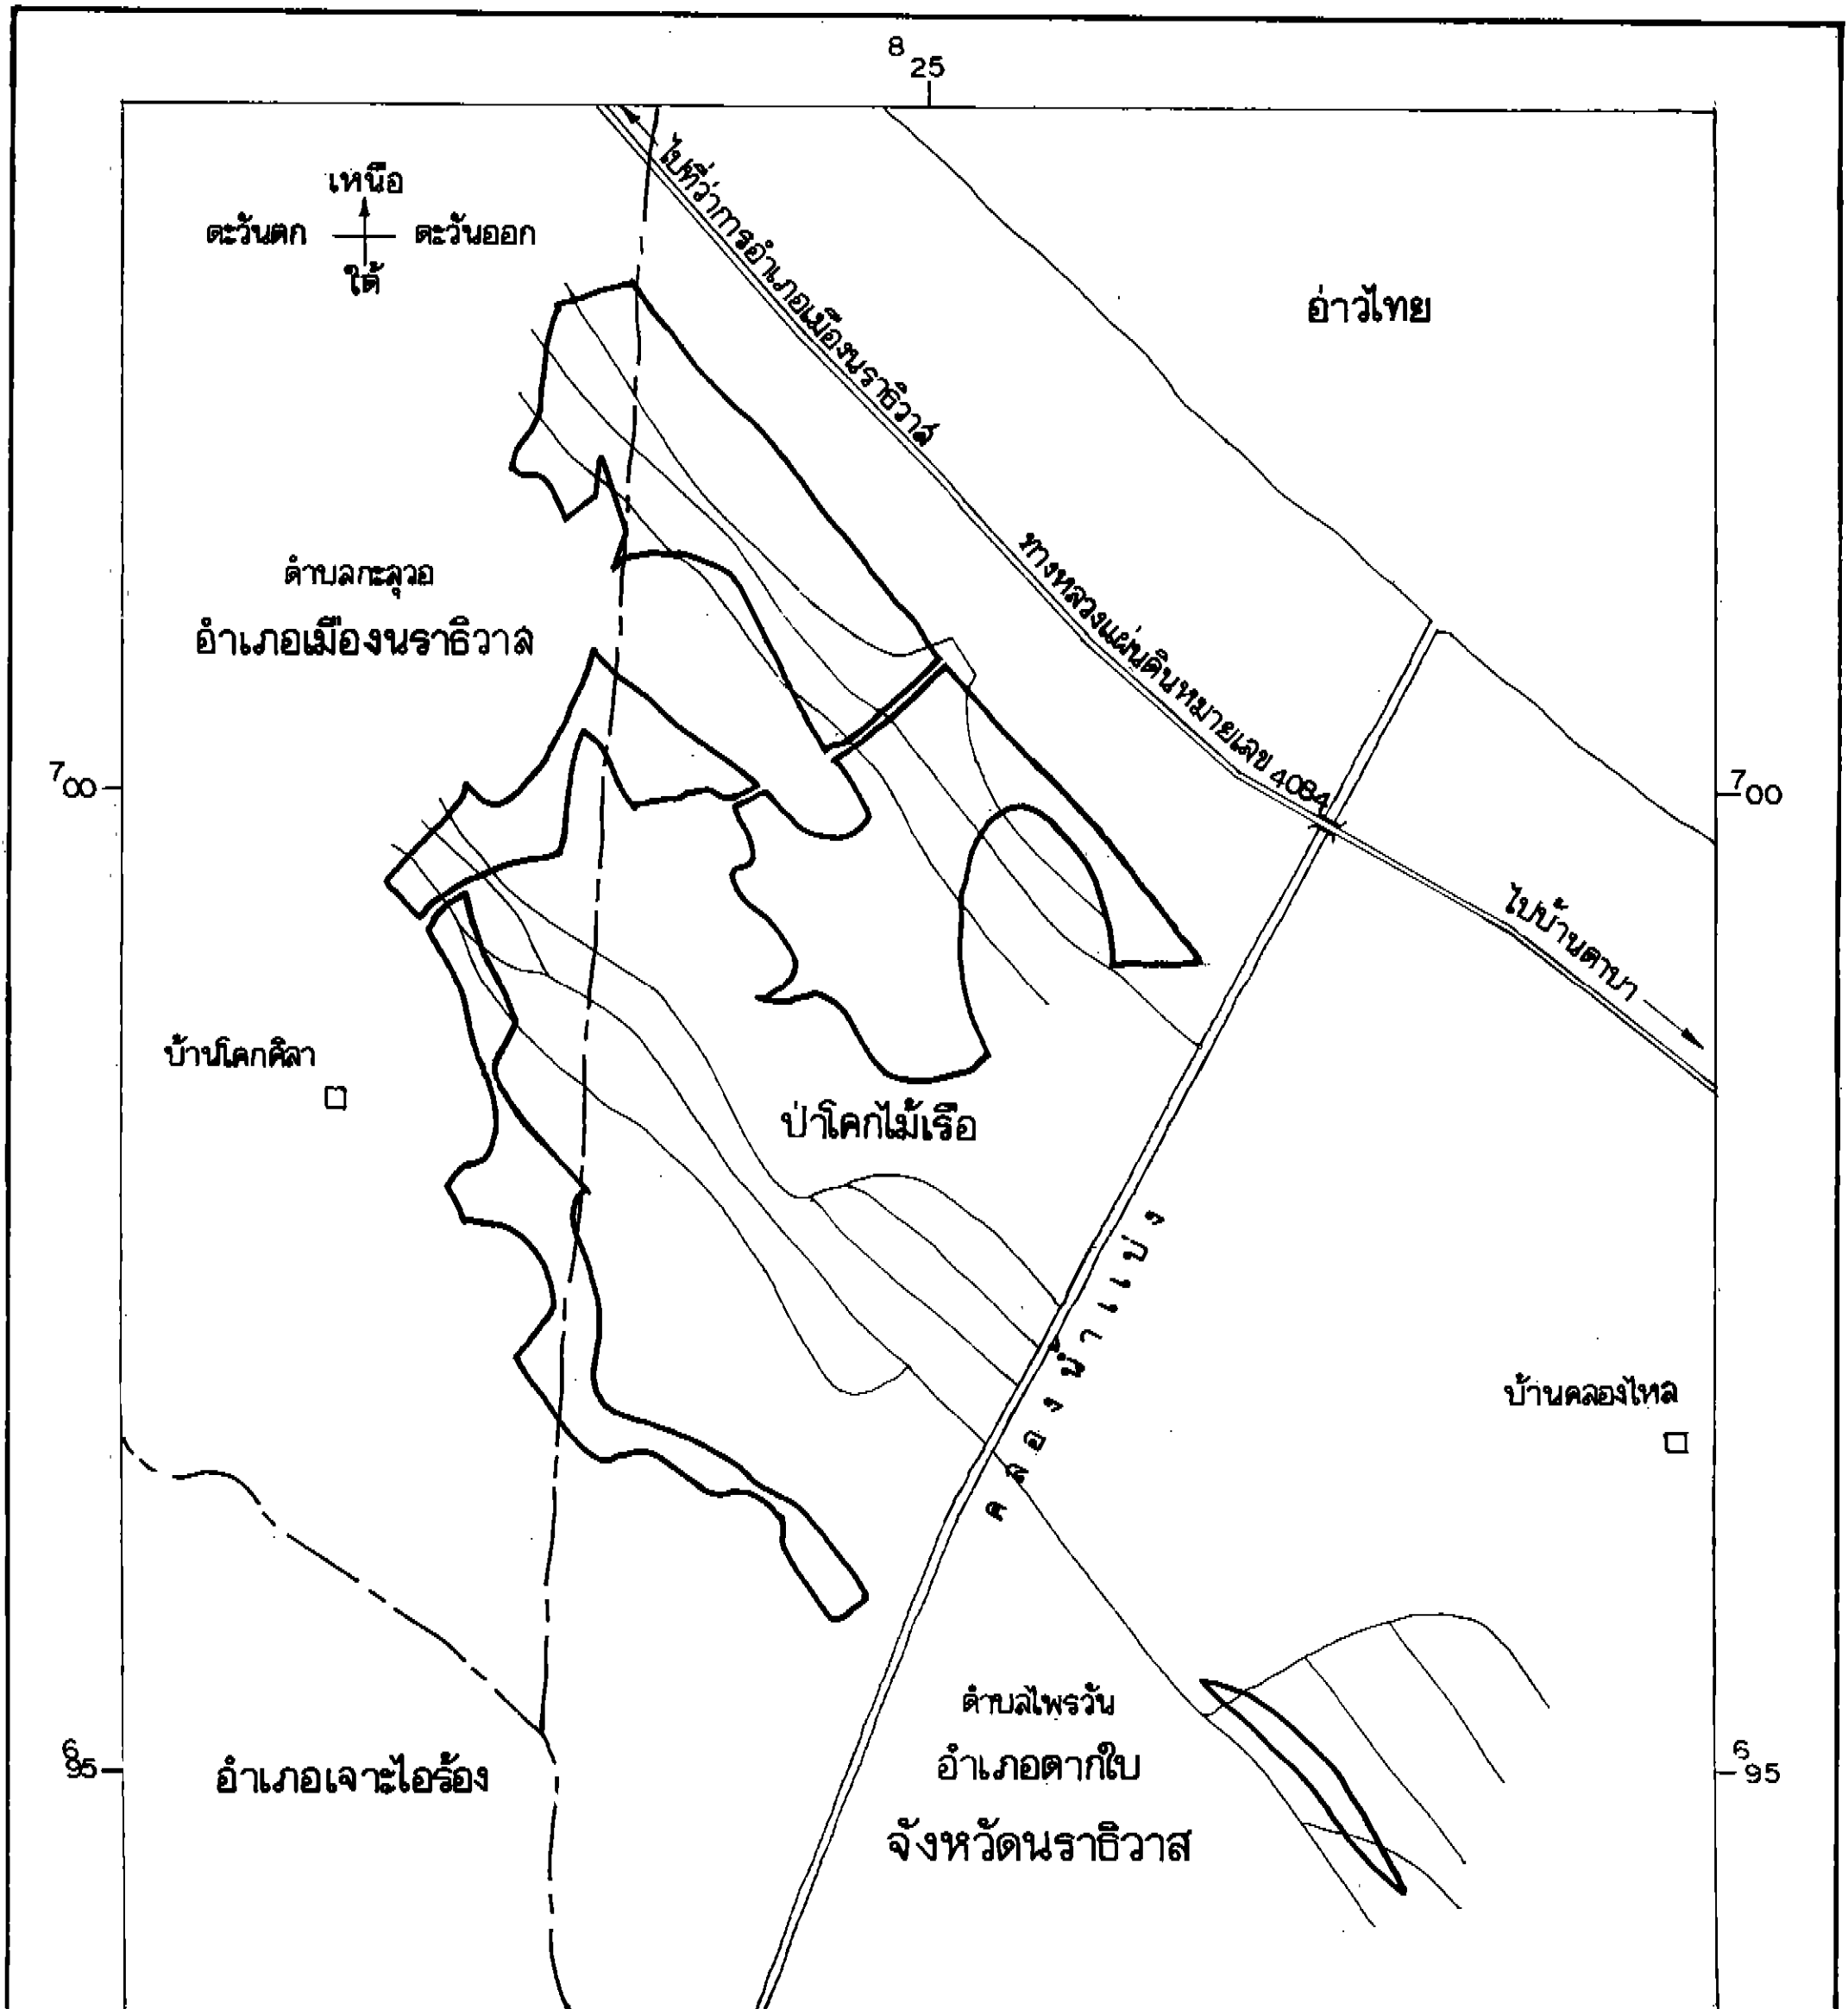 8 25
เหนือ
ตะวันตก ตะวันออก
ใต้
ไปที่ว่าการอำเภอเมืองนราธิวาส
อ่าวไทย
ตำบลกะลุวอ
อำเภอเมืองนราธิวาส
ทางหลวงแผ่นดินหมายเลข 4084
7 00
7 00
ไปบ้านตาบา
บ้านโคกศิลา
ป่าโคกไม้เรือ
คลองน้ำแบ่ง
บ้านคลองไหล
ตำบลไพรวัน
6 95
อำเภอเจาะไอร้อง
อำเภอตากใบ
6 95
จังหวัดนราธิวาส